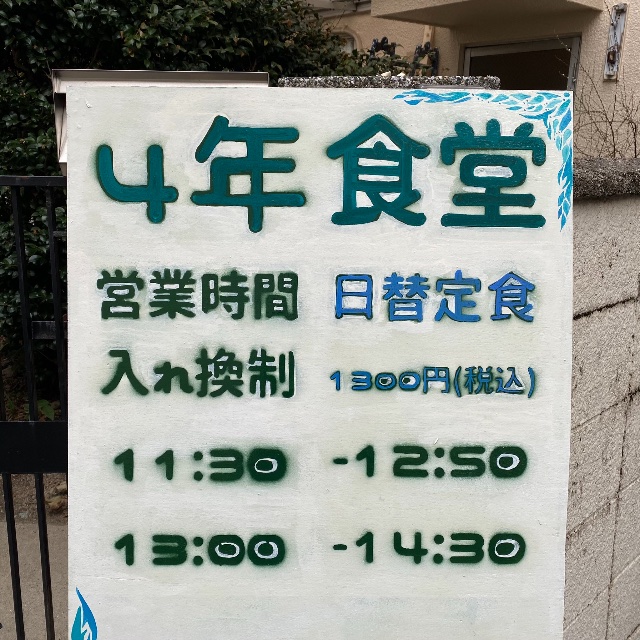 4年食堂
営業時間 日替定食
入れ換制 1300円(税込)
11:30 -12:50
13:00 -14:30